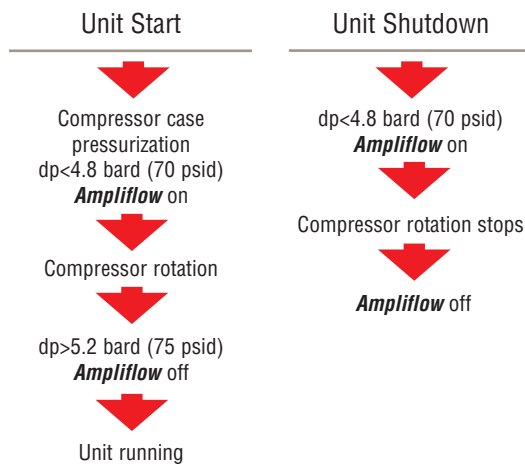 Unit Start
Compressor case
pressurization
dp<4.8 bard (70 psid)
Ampliflow on
Compressor rotation
dp>5.2 bard (75 psid)
Ampliflow off
Unit running
Unit Shutdown
dp<4.8 bard (70 psid)
Ampliflow on
Compressor rotation stops
Ampliflow off